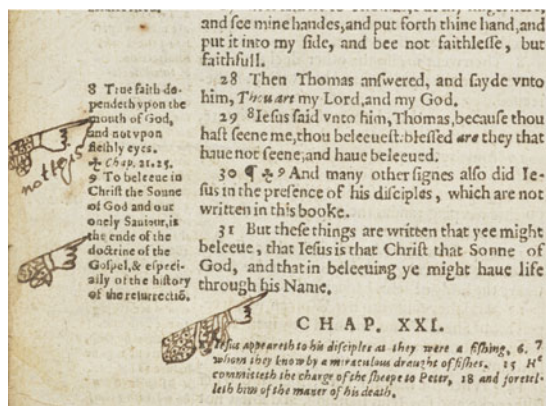 and ſee mine handes,and put forth thine hand,and
put it into my ſide, and bee not faithleſſe, but
faithfull.
28 Then Thomas anſwered, and ſayde vnto
him, Thou art my Lord,and my God.
29 ⁸Ieſus ſaid vnto him,Thomas,becauſe thou
haſt ſeene me,thou beleeueſt:bleſſed are they that
haue not ſeene,and haue beleeued.
30 ¶ ✢ ⁹ And many other ſignes alſo did Ie-
ſus in the preſence of his diſciples, which are not
written in this booke.
31 But theſe things are written that yee might
beleeue, that Ieſus is that Chriſt that Sonne of
God, and that in beleeuing ye might haue life
through his Name.
8 True faith de-
pendeth vpon the
mouth of God,
and not vpon
fleſhly eyes.
✢ Chap. 21.25.
9 To beleeue in
Chriſt the Sonne
of God and our
onely Sauiour,is
the ende of the
doctrine of the
Goſpel,& eſpeci-
ally of the hiſtory
of the reſurrectiō.
CHAP. XXI.
Ieſus appeareth to his diſciples as they were a fiſhing, 6. 7
whom they know by a miraculous draught of fiſhes. 15 He
committeth the charge of the ſheepe to Peter, 18 and foretel-
leth him of the maner of his death.